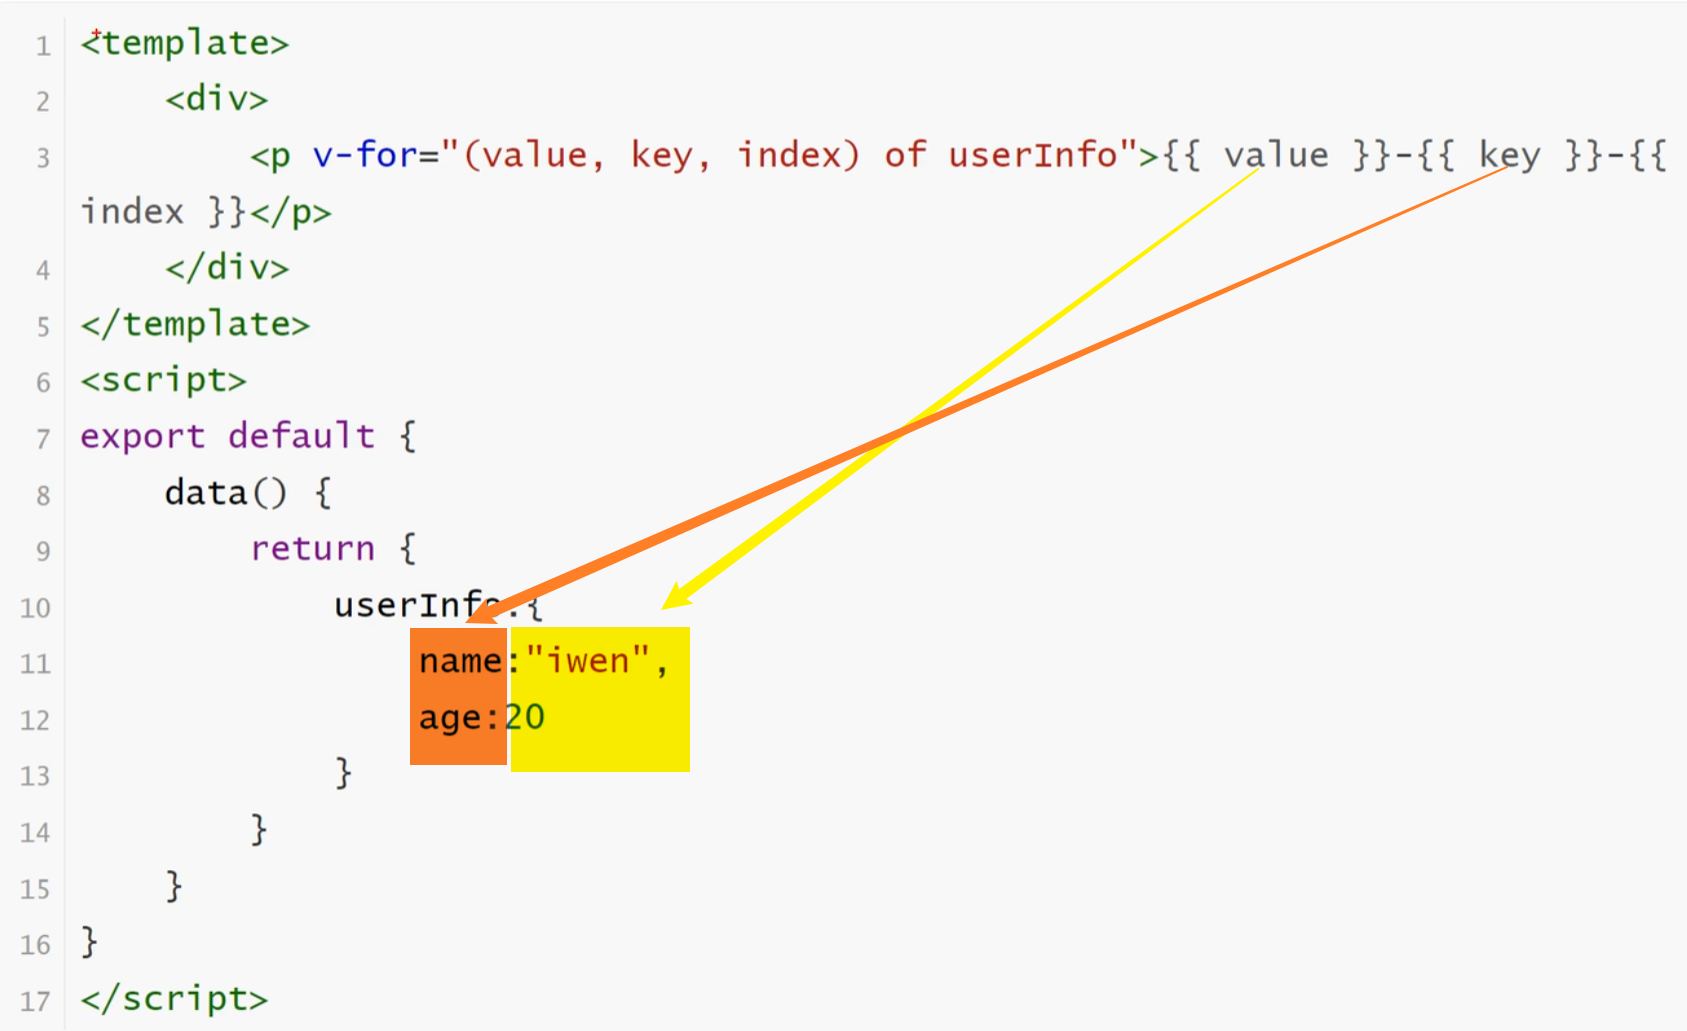 1 <template>
2     <div>
3         <p v-for="(value, key, index) of userInfo">{{ value }}-{{ key }}-{{
index }}</p>
4     </div>
5 </template>
6 <script>
7 export default {
8     data() {
9         return {
10             userInfo:{
11                 name:"iwen",
12                 age:20
13             }
14         }
15     }
16 }
17 </script>